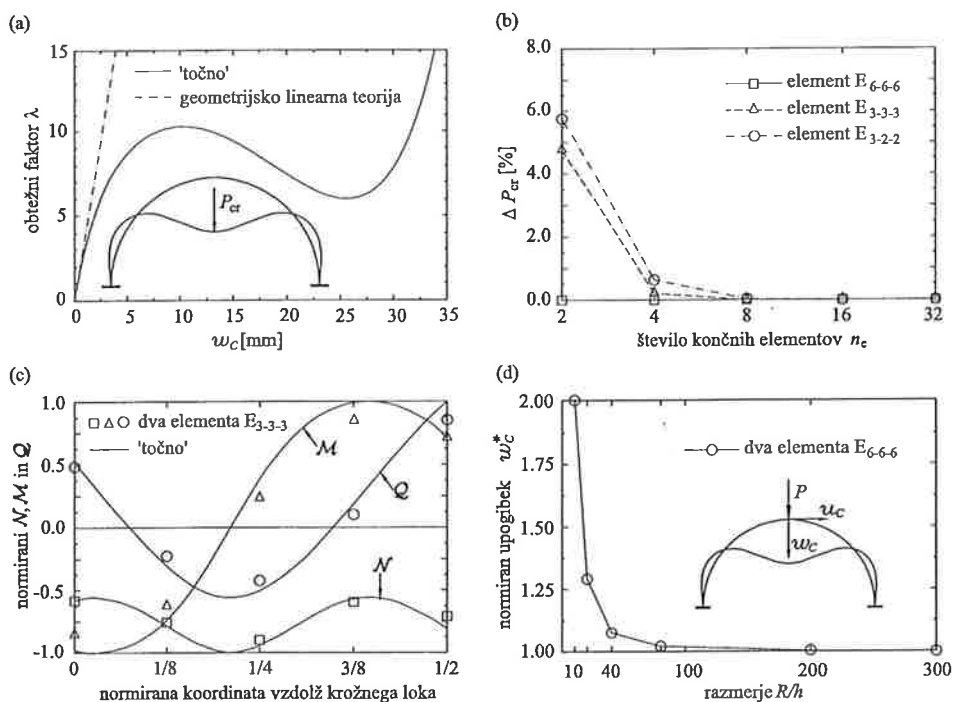 (a)
15
10
5
0
0 5 10 15 20 25 30 35
obtežni faktor λ
w_C [mm]
'točno'
geometrijsko linearna teorija
P_cr
(b)
8.0
6.0
4.0
2.0
0.0
2 4 8 16 32
Δ P_cr [%]
število končnih elementov n_e
element E_6-6-6
element E_3-3-3
element E_3-2-2
(c)
1.0
0.5
0.0
-0.5
-1.0
0 1/8 1/4 3/8 1/2
normirani N, M in Q
normirana koordinata vzdolž krožnega loka
dva elementa E_3-3-3
'točno'
M
Q
N
(d)
2.00
1.75
1.50
1.25
1.00
10 40 100 200 300
normiran upogibek w*_C
razmerje R/h
dva elementa E_6-6-6
P
u_C
w_C